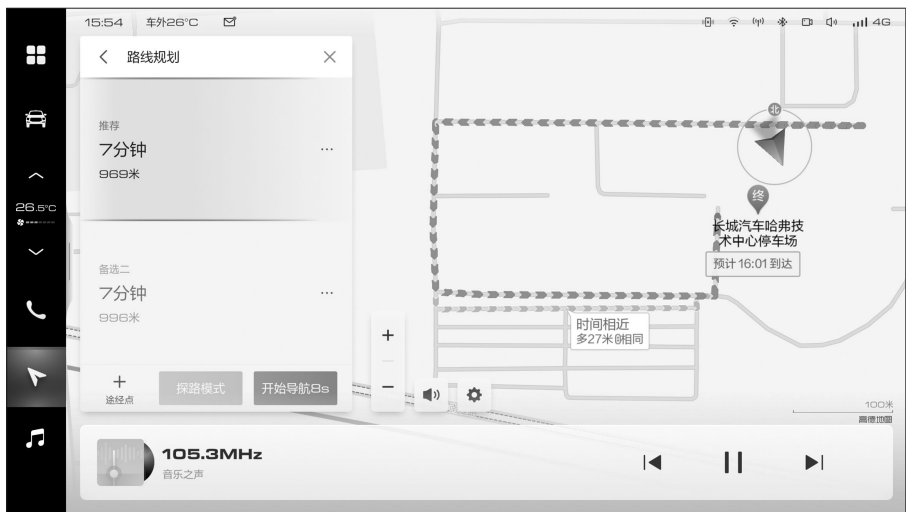 15:54 车外26°C
4G
路线规划
推荐
7分钟
969米
26.5°C
备选二
7分钟
996米
途经点
探路模式
开始导航8s
北
终
长城汽车哈弗技
术中心停车场
预计16:01到达
时间相近
多27米 相同
100米
高德地图
105.3MHz
音乐之声